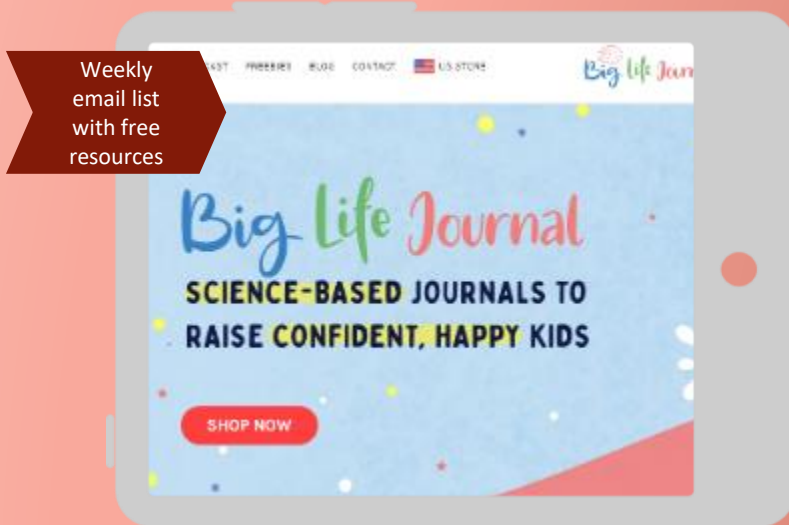 Weekly
email list
with free
resources
FREEBIES BLOG CONTACT US STORE
Big Life Journ
Big Life Journal
SCIENCE-BASED JOURNALS TO
RAISE CONFIDENT, HAPPY KIDS
SHOP NOW